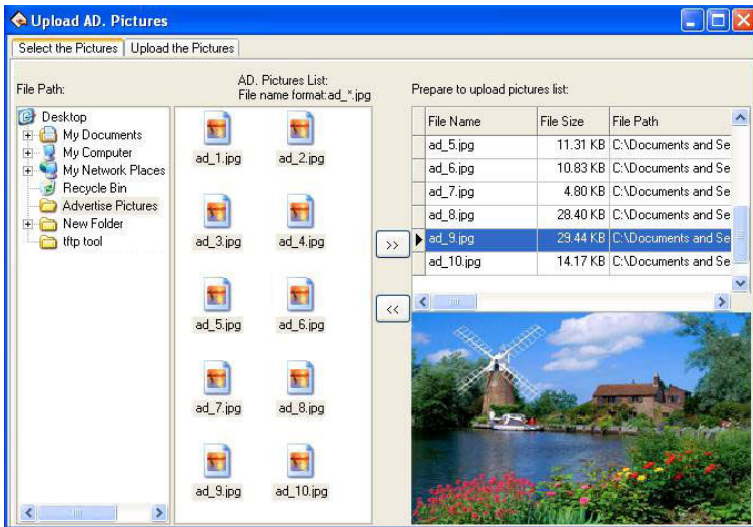 Upload AD. Pictures
Select the Pictures Upload the Pictures
File Path:
Desktop
My Documents
My Computer
My Network Places
Recycle Bin
Advertise Pictures
New Folder
tftp tool
AD. Pictures List:
File name format:ad_*.jpg
ad_1.jpg ad_2.jpg
ad_3.jpg ad_4.jpg
ad_5.jpg ad_6.jpg
ad_7.jpg ad_8.jpg
ad_9.jpg ad_10.jpg
>>
<<
Prepare to upload pictures list:
File Name File Size File Path
ad_5.jpg 11.31 KB C:\Documents and Se
ad_6.jpg 10.83 KB C:\Documents and Se
ad_7.jpg 4.80 KB C:\Documents and Se
ad_8.jpg 28.40 KB C:\Documents and Se
ad_9.jpg 29.44 KB C:\Documents and Se
ad_10.jpg 14.17 KB C:\Documents and Se